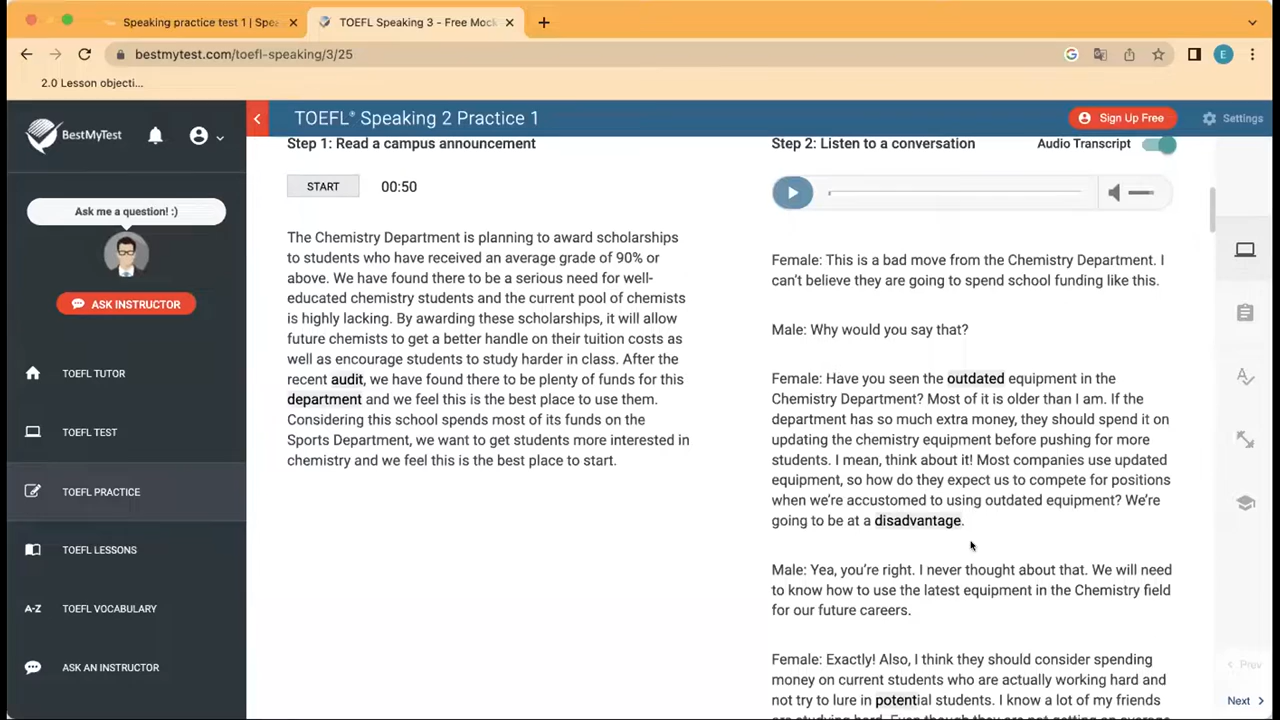 Speaking practice test 1 | Spea
TOEFL Speaking 3 - Free Mock
bestmytest.com/toefl-speaking/3/25
E
2.0 Lesson objecti...
BestMyTest
TOEFL® Speaking 2 Practice 1
Sign Up Free
Settings
Ask me a question! :)
ASK INSTRUCTOR
TOEFL TUTOR
TOEFL TEST
TOEFL PRACTICE
TOEFL LESSONS
A-Z TOEFL VOCABULARY
ASK AN INSTRUCTOR
Step 1: Read a campus announcement
START 00:50
The Chemistry Department is planning to award scholarships
to students who have received an average grade of 90% or
above. We have found there to be a serious need for well-
educated chemistry students and the current pool of chemists
is highly lacking. By awarding these scholarships, it will allow
future chemists to get a better handle on their tuition costs as
well as encourage students to study harder in class. After the
recent audit, we have found there to be plenty of funds for this
department and we feel this is the best place to use them.
Considering this school spends most of its funds on the
Sports Department, we want to get students more interested in
chemistry and we feel this is the best place to start.
Step 2: Listen to a conversation
Audio Transcript
Female: This is a bad move from the Chemistry Department. I
can't believe they are going to spend school funding like this.
Male: Why would you say that?
Female: Have you seen the outdated equipment in the
Chemistry Department? Most of it is older than I am. If the
department has so much extra money, they should spend it on
updating the chemistry equipment before pushing for more
students. I mean, think about it! Most companies use updated
equipment, so how do they expect us to compete for positions
when we're accustomed to using outdated equipment? We're
going to be at a disadvantage.
Male: Yea, you're right. I never thought about that. We will need
to know how to use the latest equipment in the Chemistry field
for our future careers.
Female: Exactly! Also, I think they should consider spending
money on current students who are actually working hard and
not try to lure in potential students. I know a lot of my friends
are studying hard. Even though they are not getting an average
Prev
Next